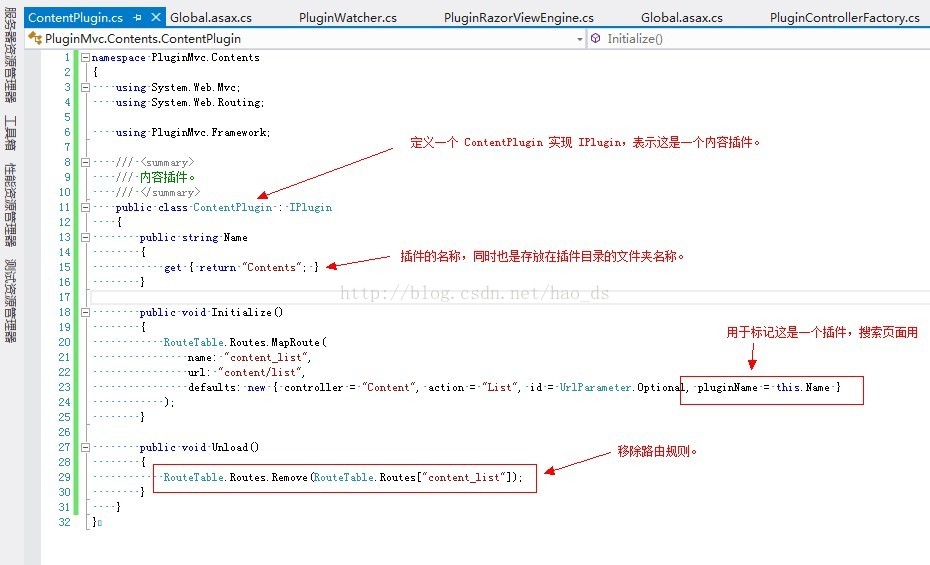 ContentPlugin.cs Global.asax.cs PluginWatcher.cs PluginRazorViewEngine.cs Global.asax.cs PluginControllerFactory.cs
PluginMvc.Contents.ContentPlugin Initialize()
服务器资源管理器
工具箱
性能资源管理器
测试资源管理器
1 namespace PluginMvc.Contents
2 {
3 using System.Web.Mvc;
4 using System.Web.Routing;
5
6 using PluginMvc.Framework;
定义一个 ContentPlugin 实现 IPlugin，表示这是一个内容插件。
7
8 /// <summary>
9 /// 内容插件。
10 /// </summary>
11 public class ContentPlugin : IPlugin
12 {
13 public string Name
14 {
插件的名称，同时也是存放在插件目录的文件夹名称。
15 get { return "Contents"; }
16 }
http://blog.csdn.net/hao_ds
17
18 public void Initialize()
19 {
用于标记这是一个插件，搜索页面用
20 RouteTable.Routes.MapRoute(
21 name: "content_list",
22 url: "content/list",
23 defaults: new { controller = "Content", action = "List", id = UrlParameter.Optional, pluginName = this.Name }
24 );
25 }
26
27 public void Unload()
移除路由规则。
28 {
29 RouteTable.Routes.Remove(RouteTable.Routes["content_list"]);
30 }
31 }
32 }